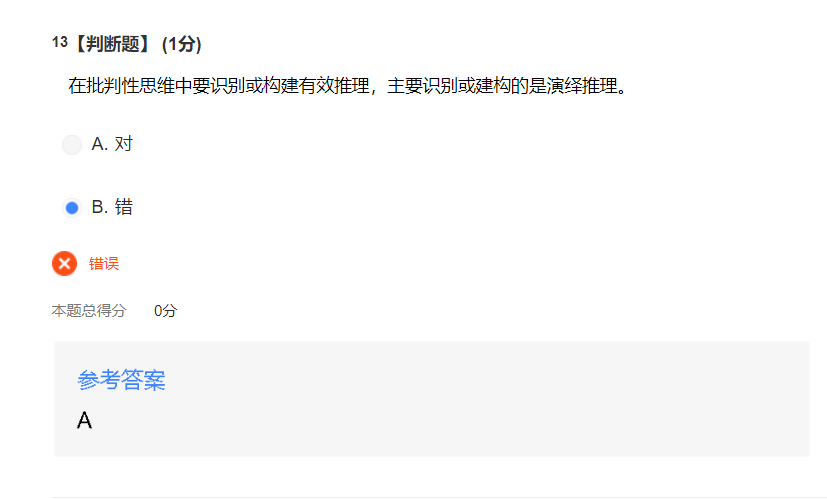 13【判断题】 (1分)
在批判性思维中要识别或构建有效推理，主要识别或建构的是演绎推理。
A. 对
B. 错
错误
本题总得分 0分
参考答案
A